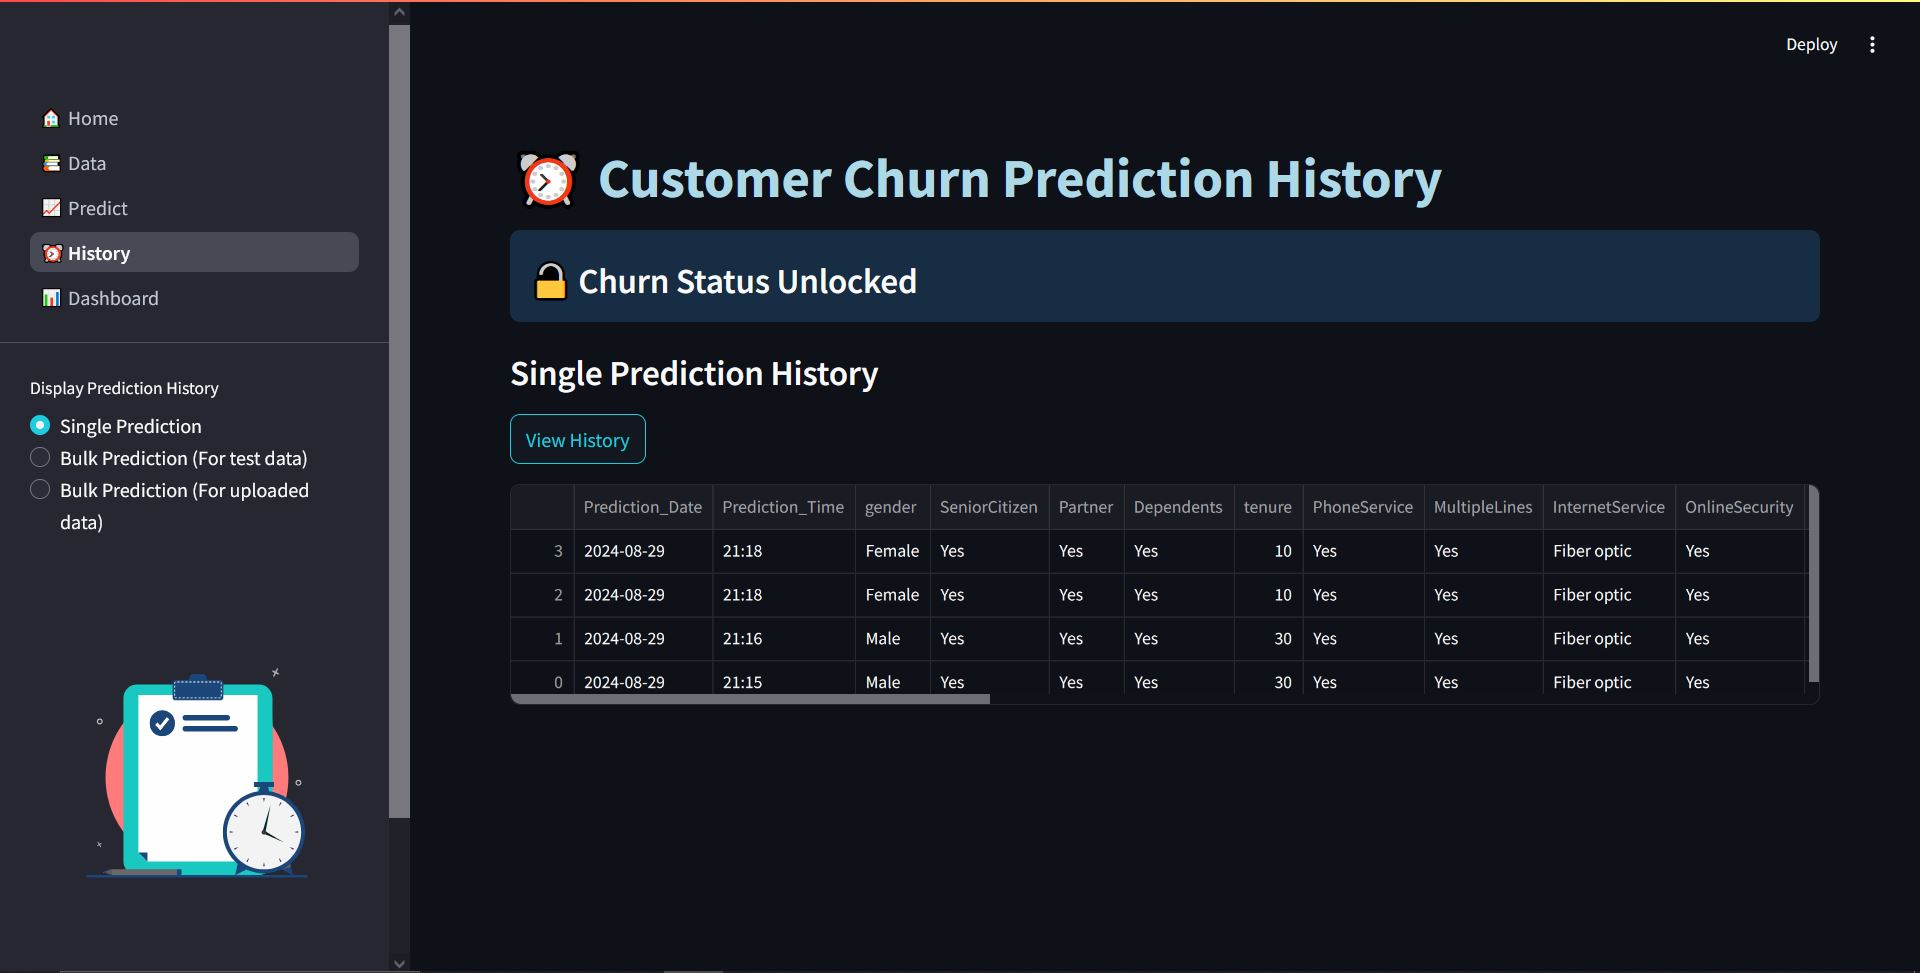 Deploy
Home
Data
Predict
History
Dashboard
Display Prediction History
Single Prediction
Bulk Prediction (For test data)
Bulk Prediction (For uploaded
data)
Customer Churn Prediction History
Churn Status Unlocked
Single Prediction History
View History
Prediction_Date Prediction_Time gender SeniorCitizen Partner Dependents tenure PhoneService MultipleLines InternetService OnlineSecurity
3 2024-08-29 21:18 Female Yes Yes Yes 10 Yes Yes Fiber optic Yes
2 2024-08-29 21:18 Female Yes Yes Yes 10 Yes Yes Fiber optic Yes
1 2024-08-29 21:16 Male Yes Yes Yes 30 Yes Yes Fiber optic Yes
0 2024-08-29 21:15 Male Yes Yes Yes 30 Yes Yes Fiber optic Yes